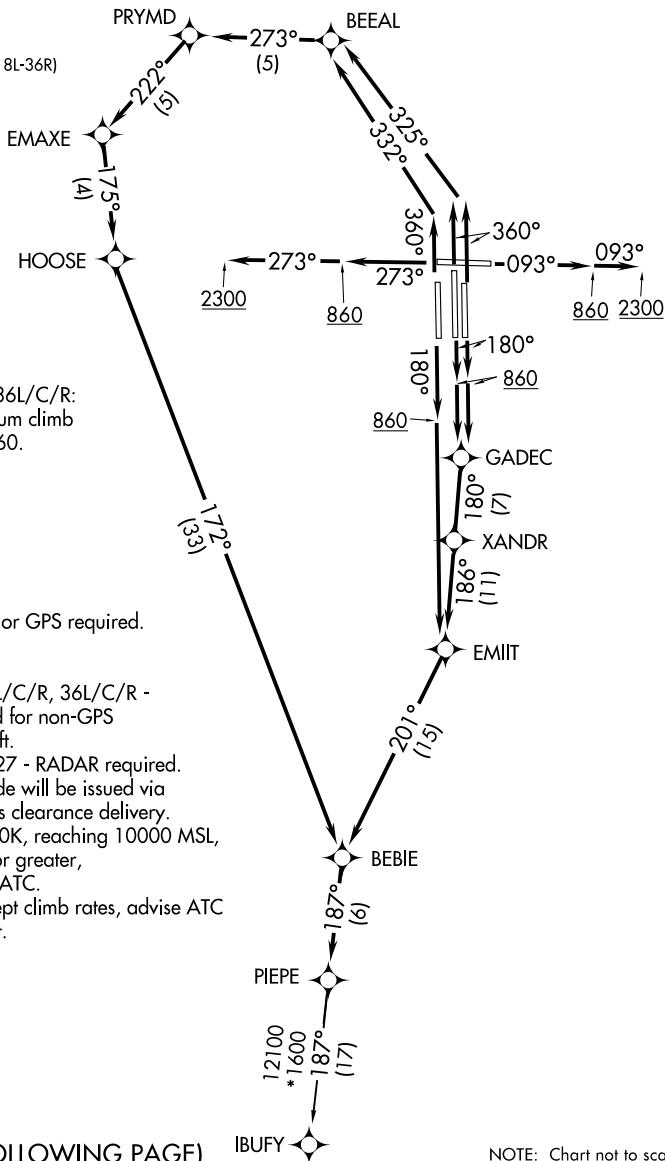 PRYMD
BEEAL
273°
(5)
8L-36R)
222°
(5)
EMAXE
325°
332°
175°
(4)
360°
360°
HOOSE
273°
273°
093°
093°
2300
860
860
2300
180°
180°
860
36L/C/R:
um climb
60.
860
GADEC
180°
(7)
172°
(33)
XANDR
186°
(11)
or GPS required.
EMIIT
L/C/R, 36L/C/R -
d for non-GPS
ft.
201°
(15)
27 - RADAR required.
de will be issued via
s clearance delivery.
0K, reaching 10000 MSL,
or greater,
ATC.
BEBIE
ept climb rates, advise ATC
t.
187°
(6)
PIEPE
12100
*1600
187°
(17)
OLLOWING PAGE)
IBUFY
NOTE: Chart not to sca